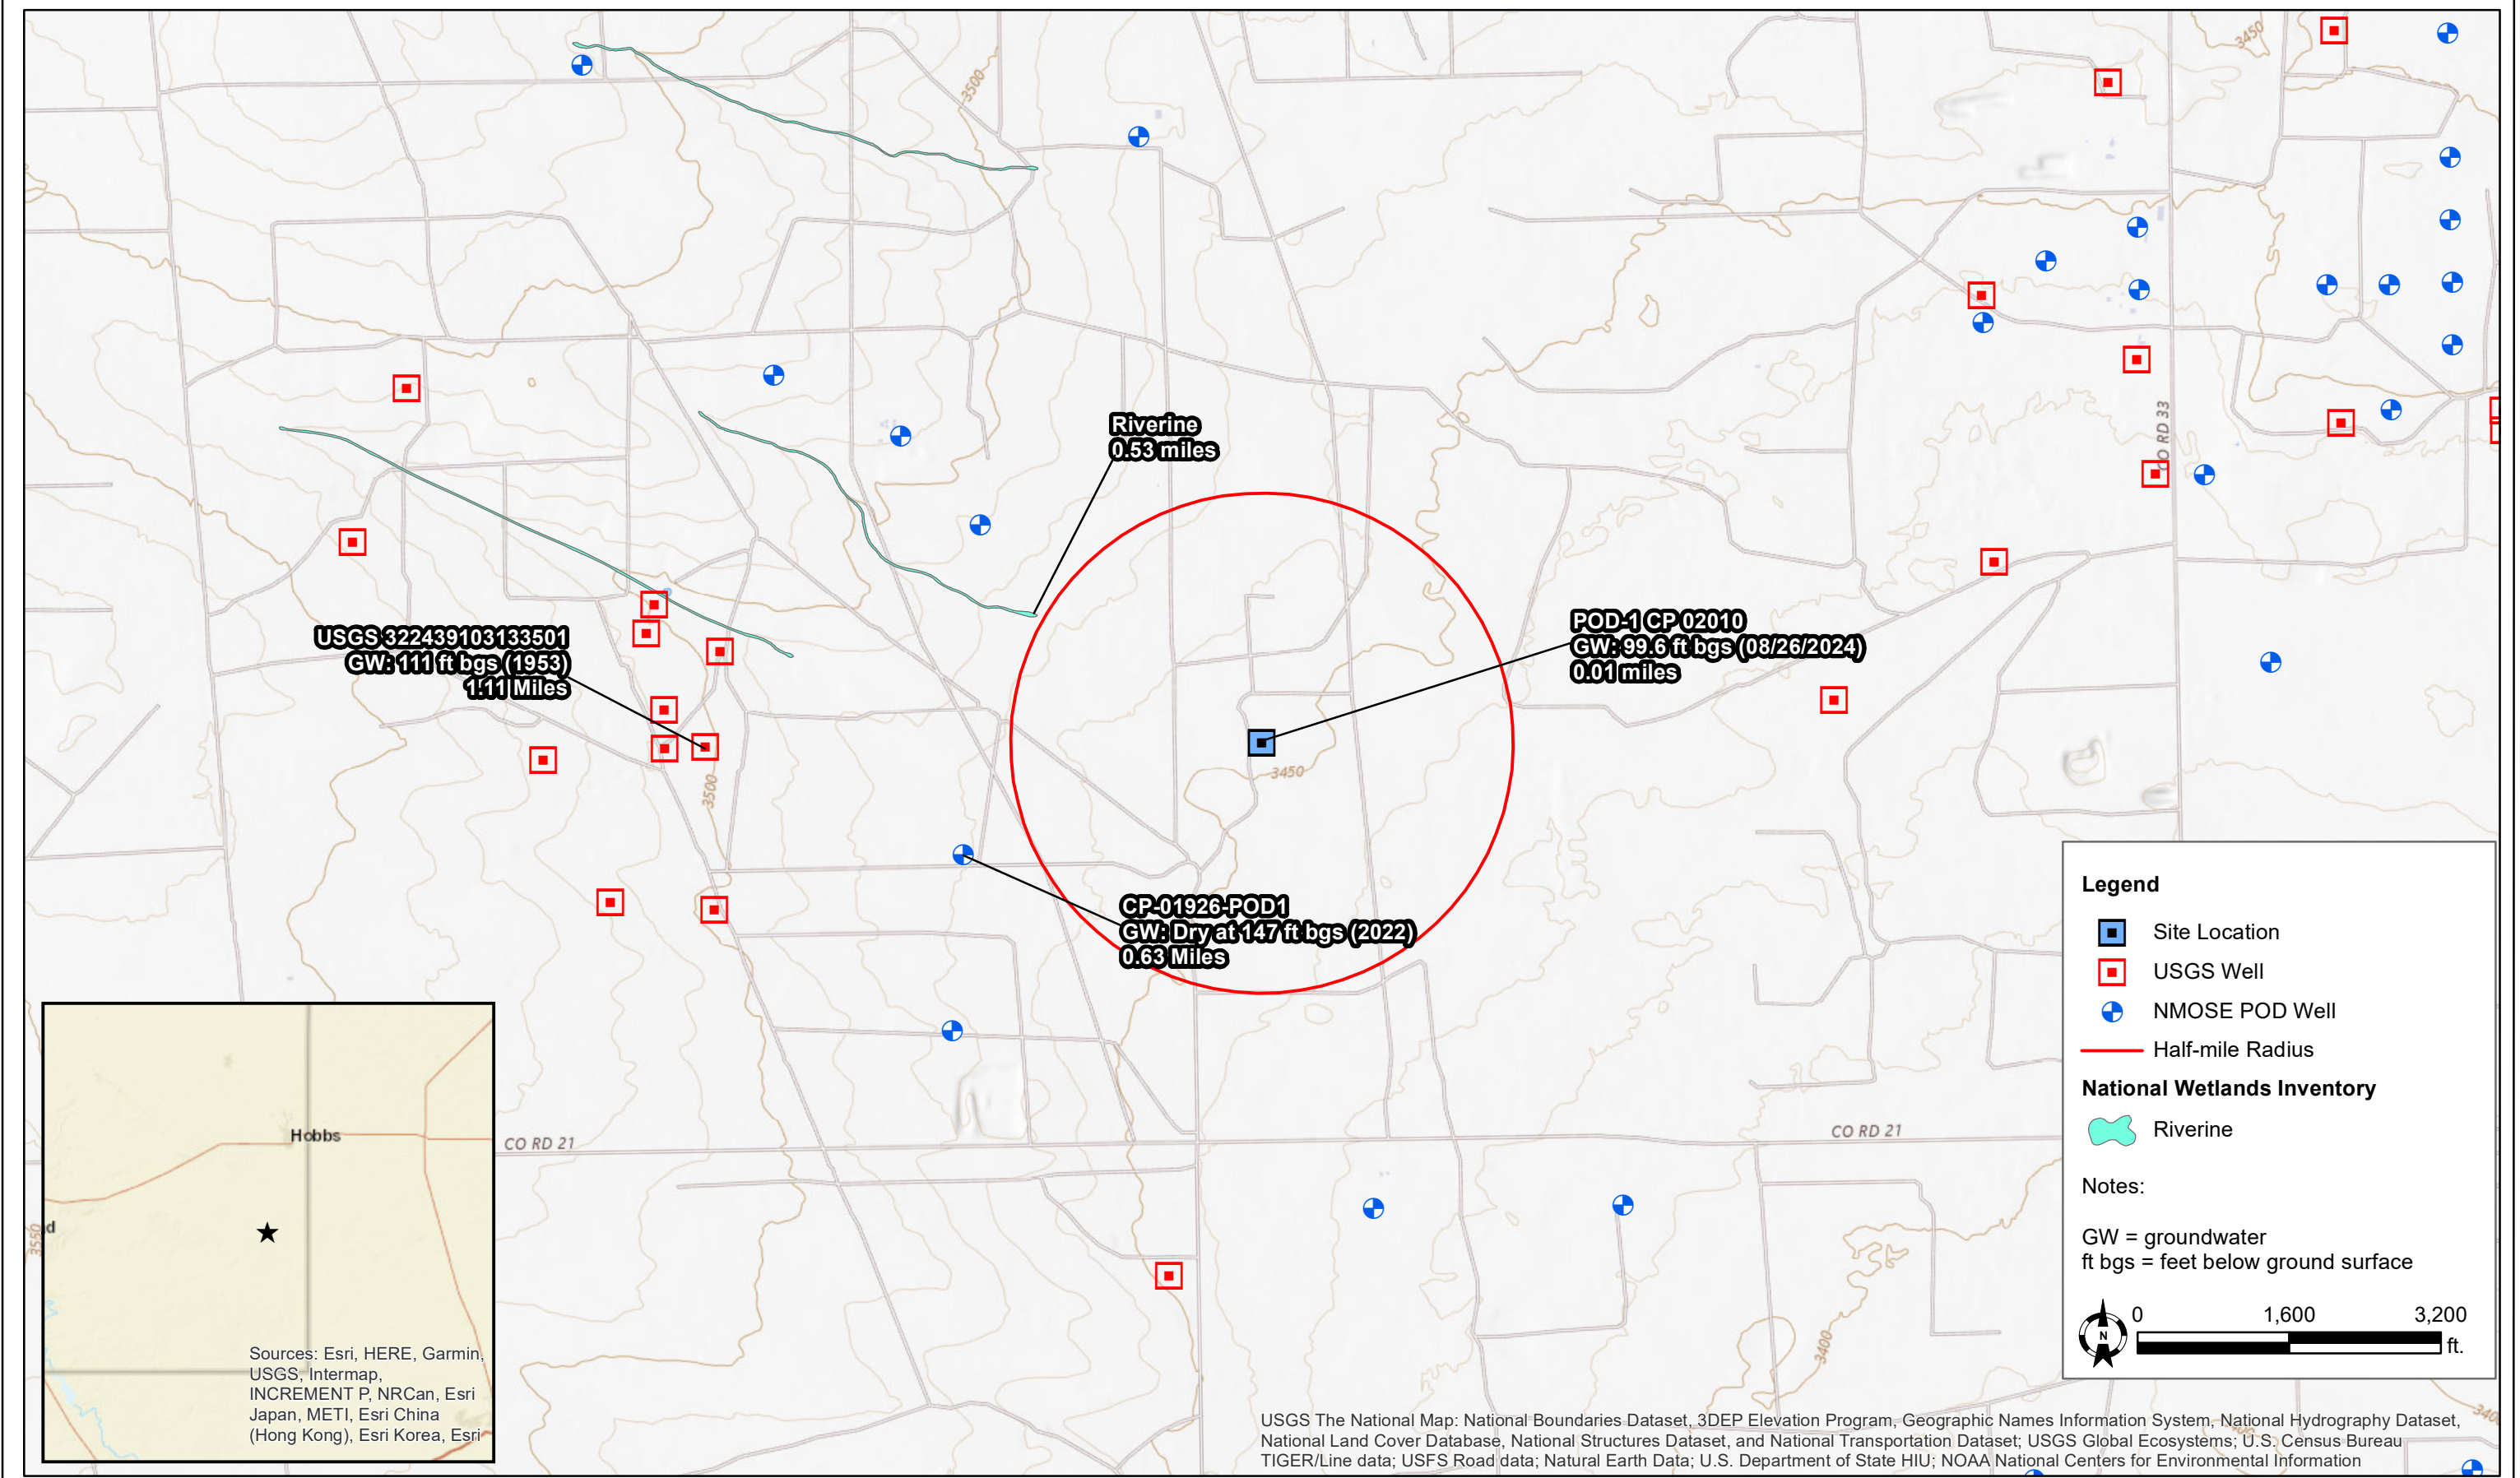 3450
3500
CO RD 33
Riverine
0.53 miles
USGS 322439103133501
GW: 111 ft bgs (1953)
1.11 Miles
POD-1 CP 02010
GW: 99.6 ft bgs (08/26/2024)
0.01 miles
3450
3500
CP-01926-POD1
GW: Dry at 147 ft bgs (2022)
0.63 Miles
CO RD 21
CO RD 21
3400
3400
3550
Hobbs
d
Sources: Esri, HERE, Garmin,
USGS, Intermap,
INCREMENT P, NRCan, Esri
Japan, METI, Esri China
(Hong Kong), Esri Korea, Esri
Legend
Site Location
USGS Well
NMOSE POD Well
Half-mile Radius
National Wetlands Inventory
Riverine
Notes:
GW = groundwater
ft bgs = feet below ground surface
N
0 1,600 3,200
ft.
USGS The National Map: National Boundaries Dataset, 3DEP Elevation Program, Geographic Names Information System, National Hydrography Dataset,
National Land Cover Database, National Structures Dataset, and National Transportation Dataset; USGS Global Ecosystems; U.S. Census Bureau
TIGER/Line data; USFS Road data; Natural Earth Data; U.S. Department of State HIU; NOAA National Centers for Environmental Information